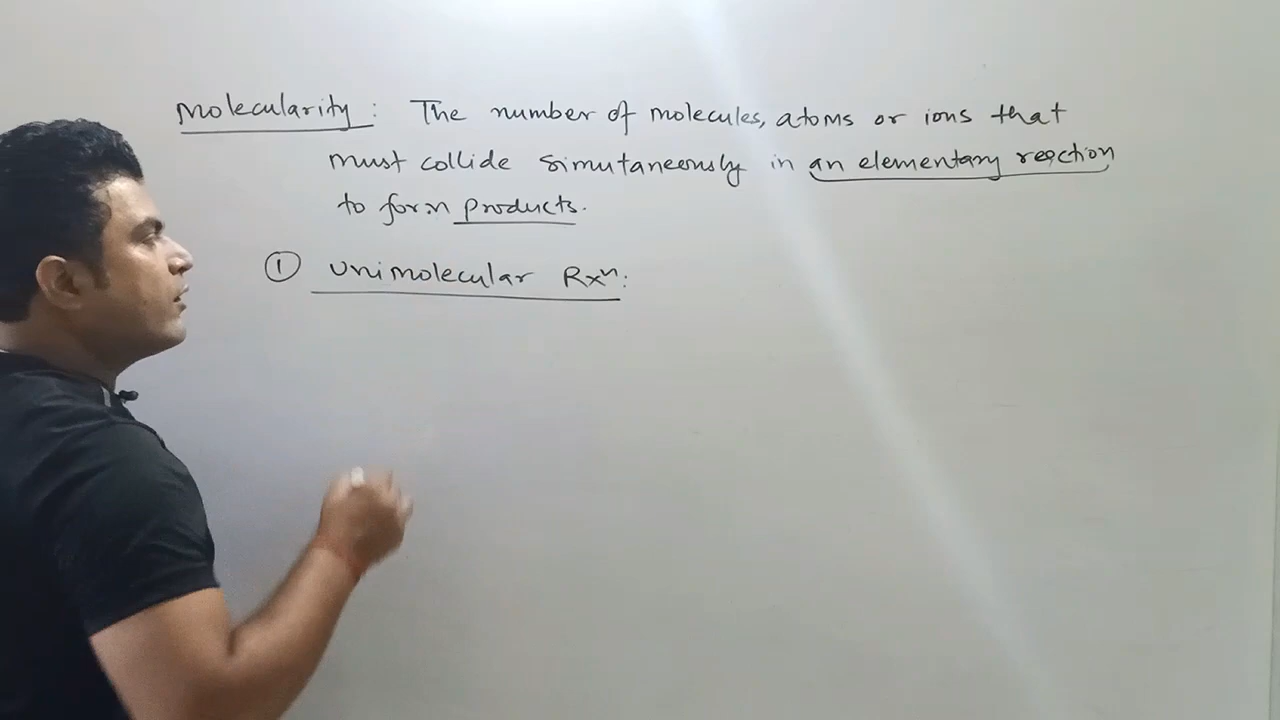 Molecularity : The number of molecules, atoms or ions that
must collide simutaneously in an elementary reaction
to form products.
① Unimolecular Rxⁿ: